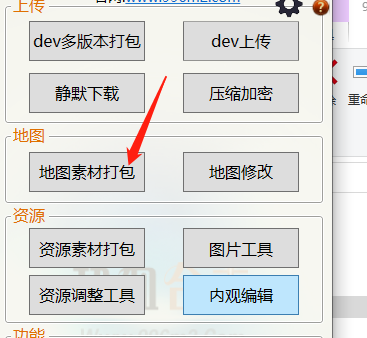 上传
dev多版本打包 dev上传
静默下载 压缩加密
地图
地图素材打包 地图修改
资源
资源素材打包 图片工具
资源调整工具 内观编辑
功能